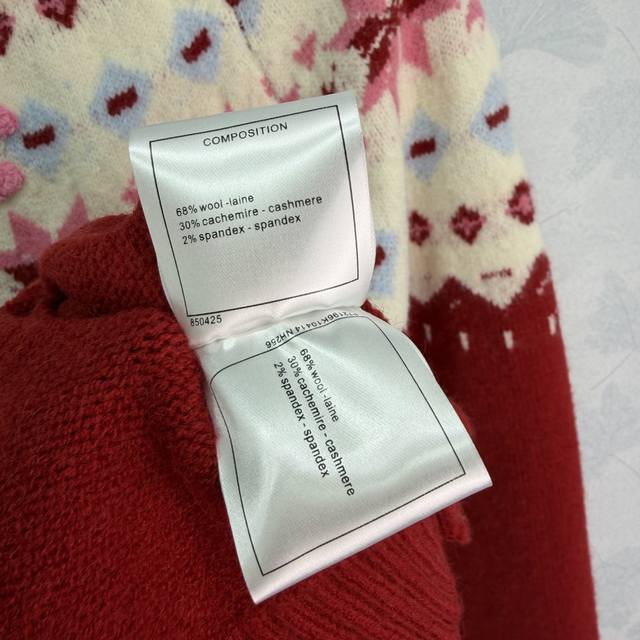 COMPOSITION
68% wool -laine
30% cachemire - cashmere
2% spandex - spandex
850425
68% wool -laine
30% cachemire - cashmere
2% spandex - spandex